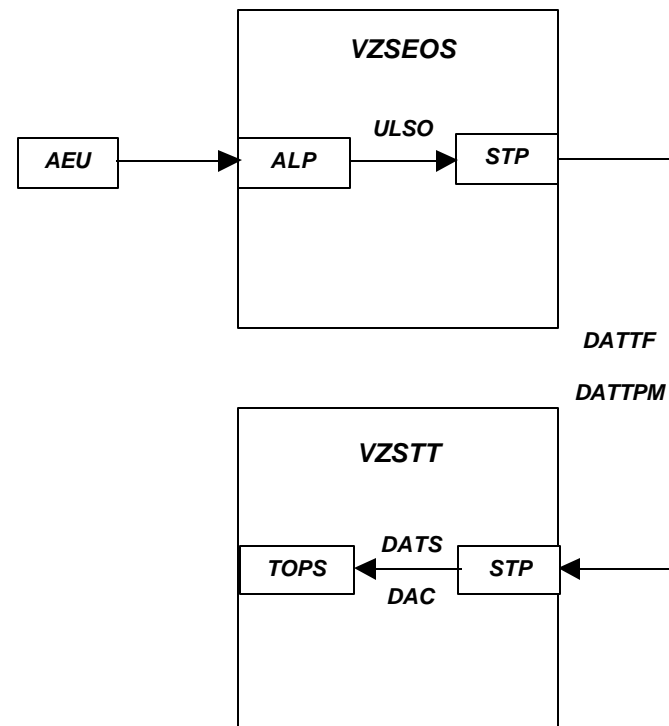 VZSEOS
ULSO
AEU
ALP
STP
DATTF
DATTPM
VZSTT
DATS
TOPS
STP
DAC